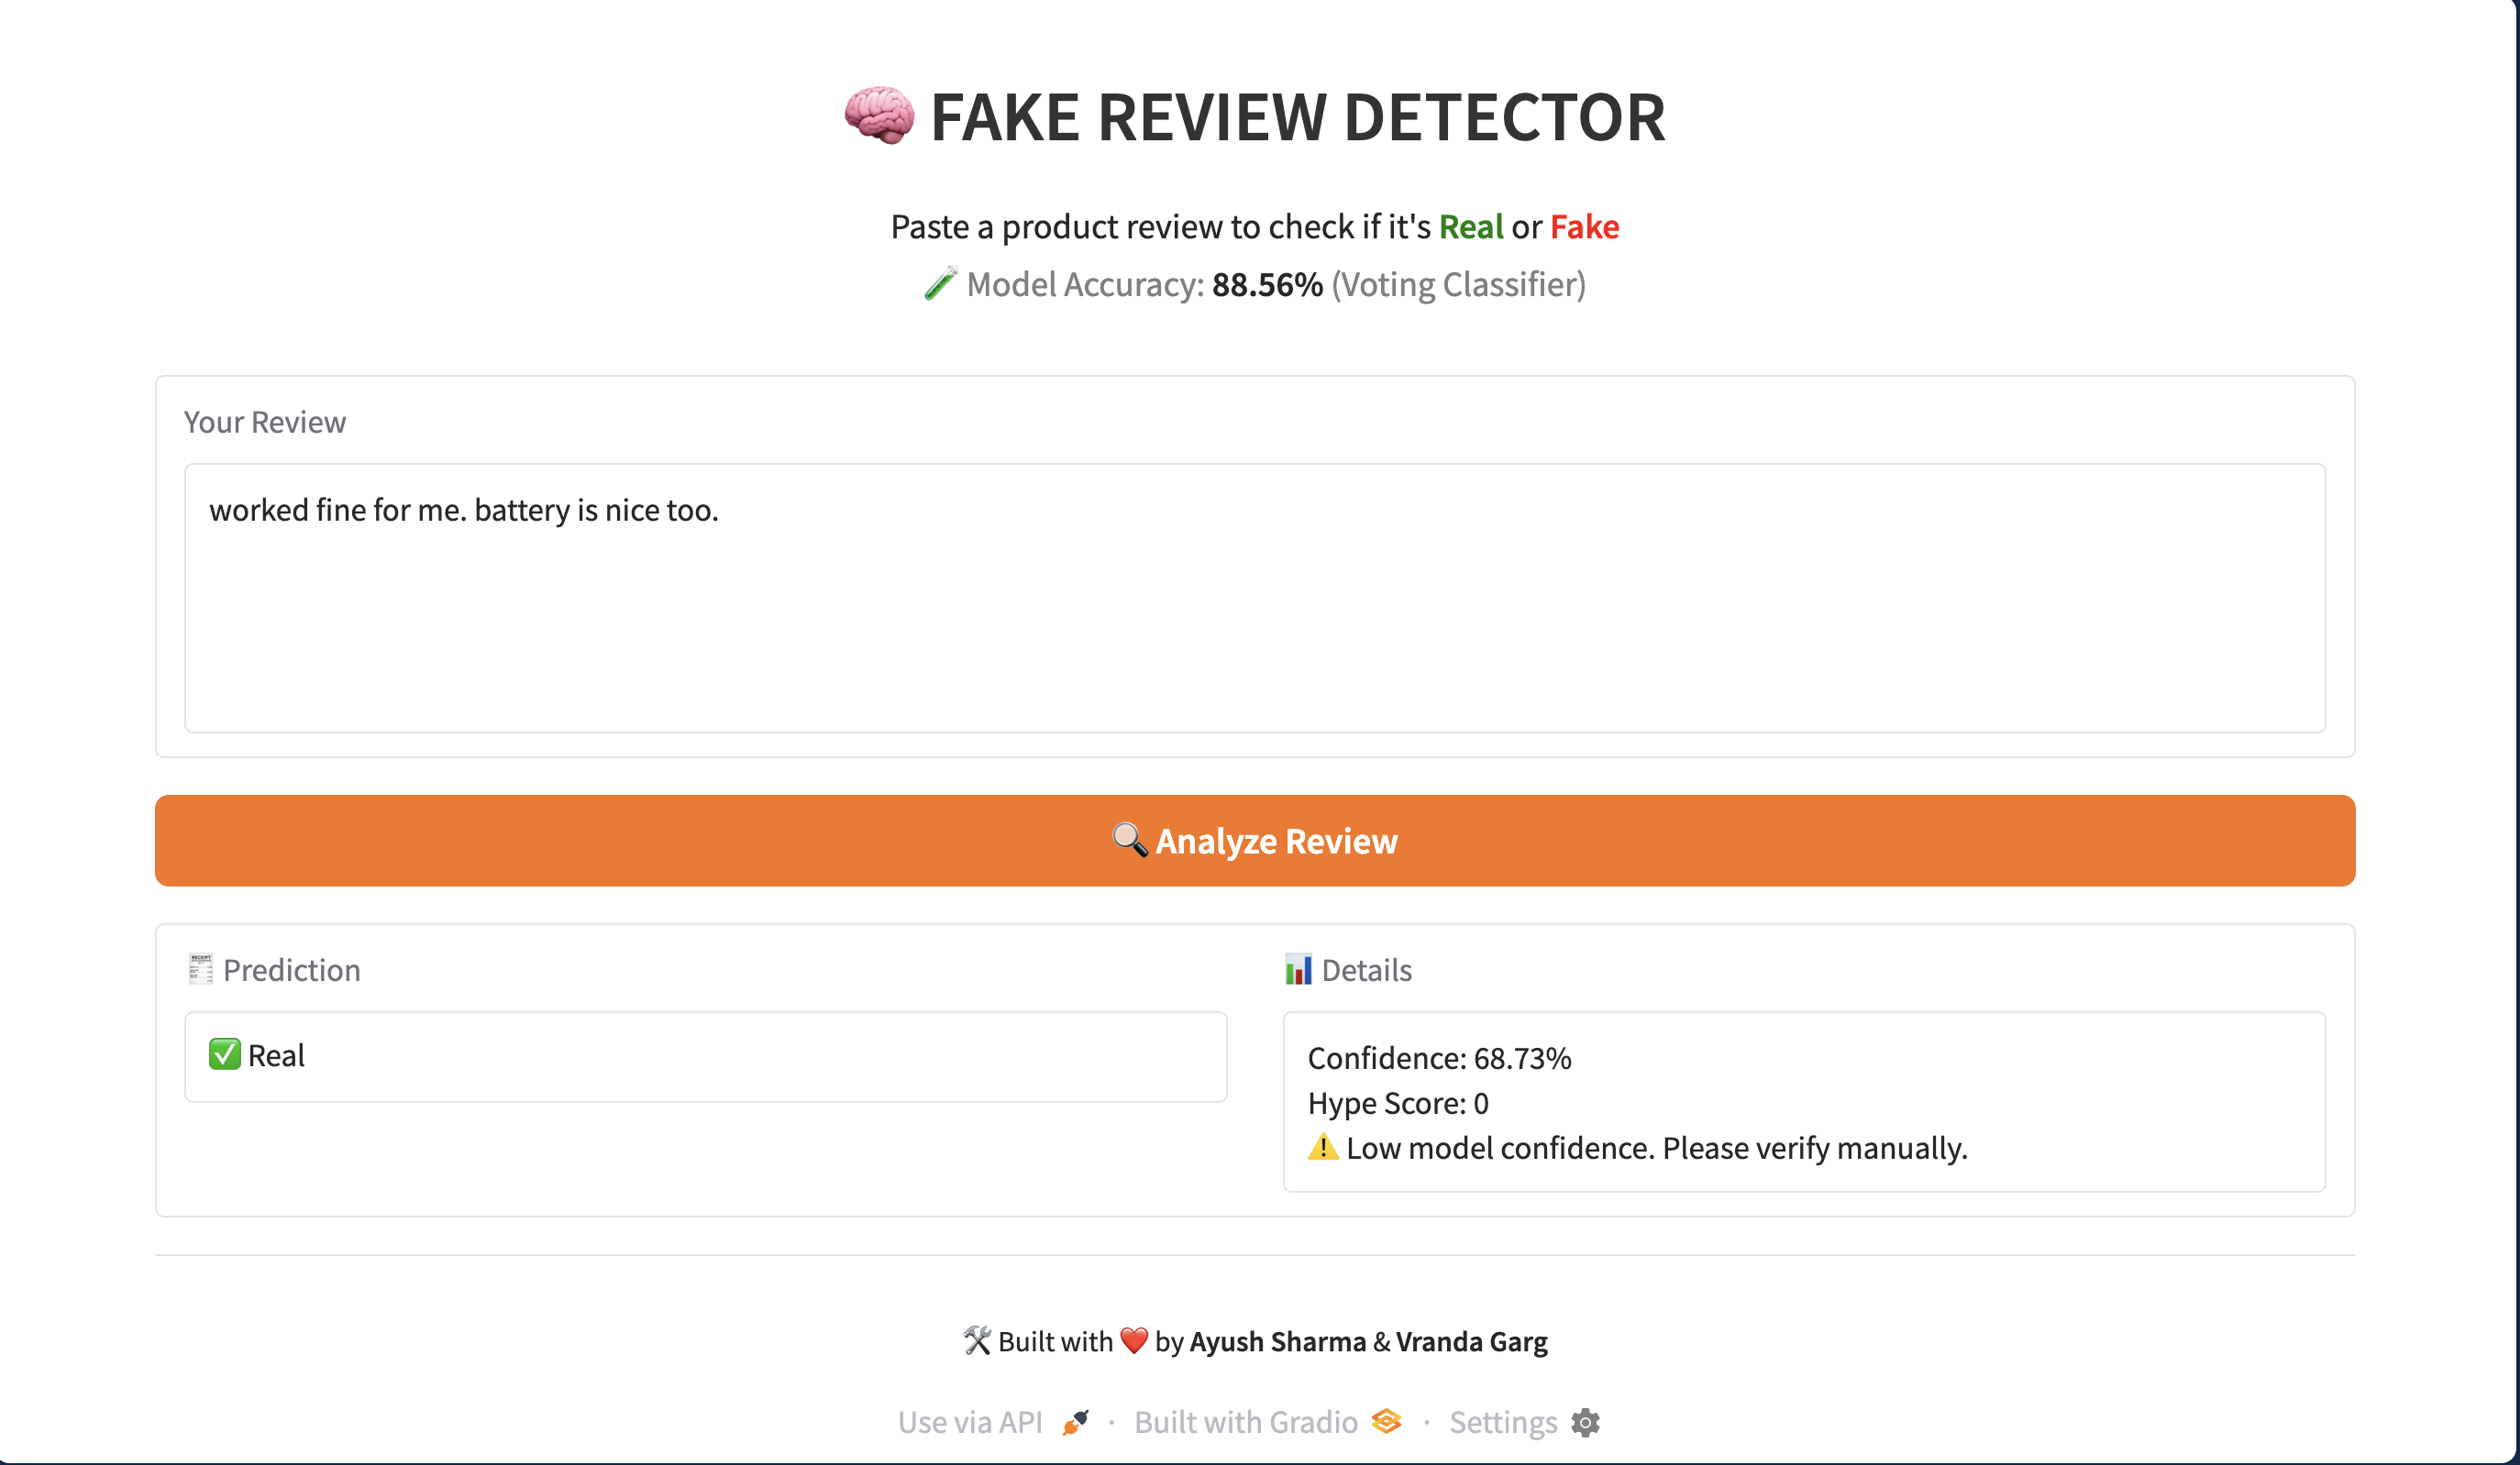 🧠 FAKE REVIEW DETECTOR
Paste a product review to check if it's Real or Fake
🧪 Model Accuracy: 88.56% (Voting Classifier)
Your Review
worked fine for me. battery is nice too.
🔍 Analyze Review
🧾 Prediction
✅ Real
📊 Details
Confidence: 68.73%
Hype Score: 0
⚠️ Low model confidence. Please verify manually.
🛠️ Built with ❤️ by Ayush Sharma & Vranda Garg
Use via API · Built with Gradio · Settings